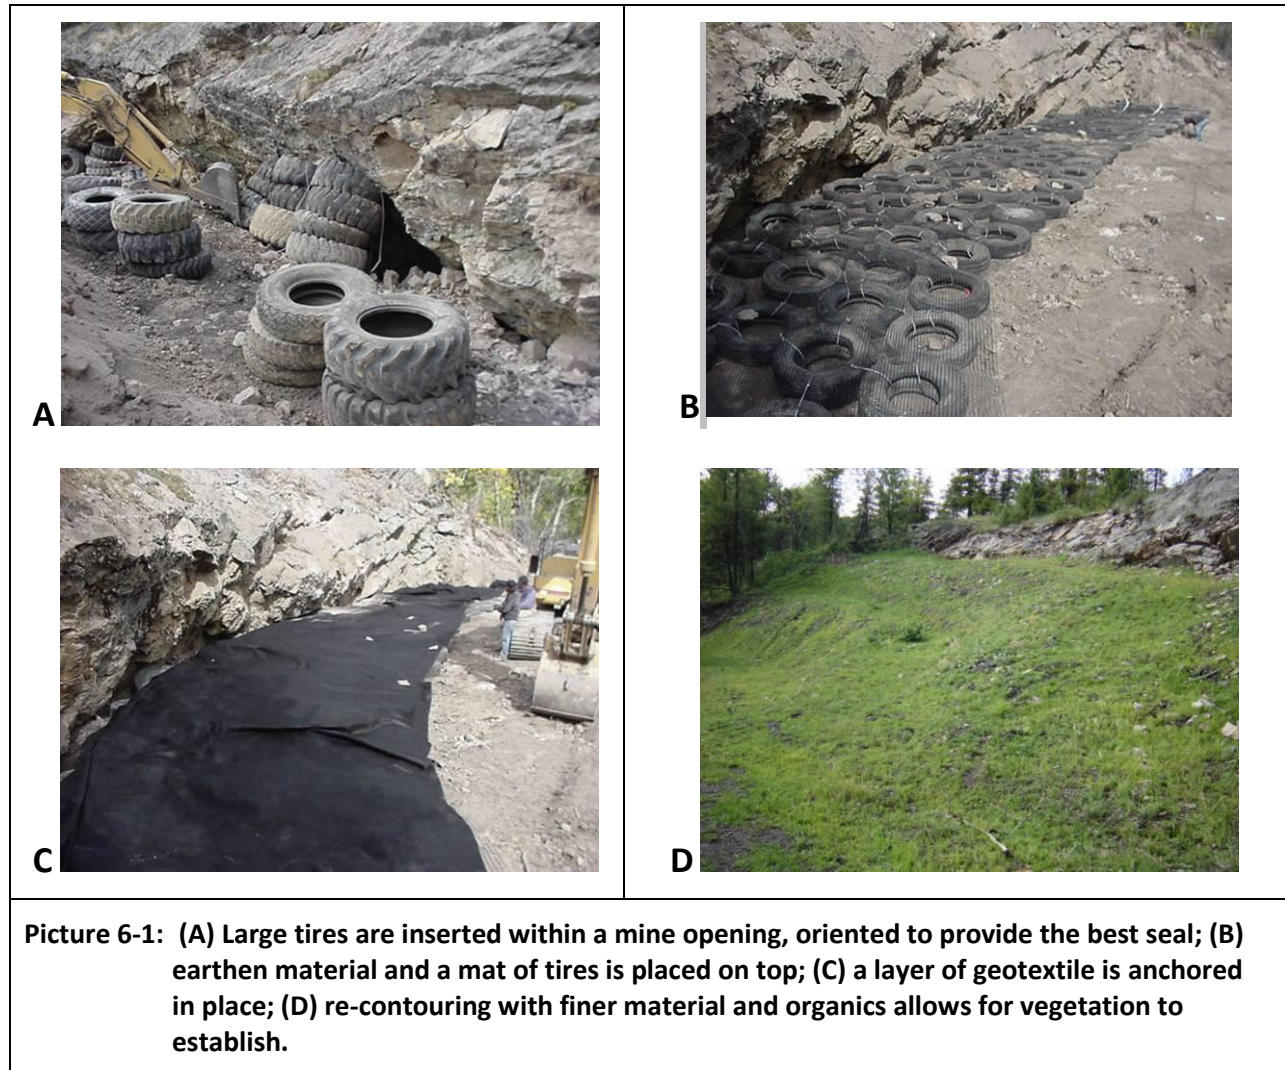 A
B
C
D
Picture 6-1: (A) Large tires are inserted within a mine opening, oriented to provide the best seal; (B)
earthen material and a mat of tires is placed on top; (C) a layer of geotextile is anchored
in place; (D) re-contouring with finer material and organics allows for vegetation to
establish.